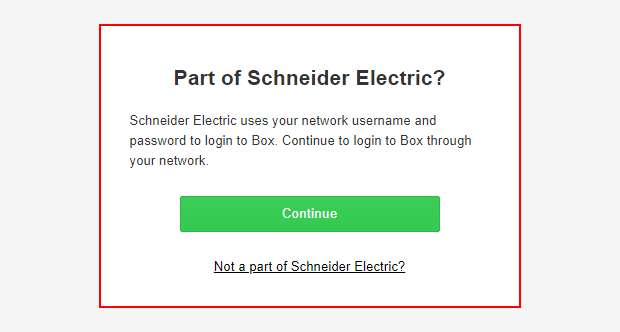 Part of Schneider Electric?
Schneider Electric uses your network username and
password to login to Box. Continue to login to Box through
your network.
Continue
Not a part of Schneider Electric?